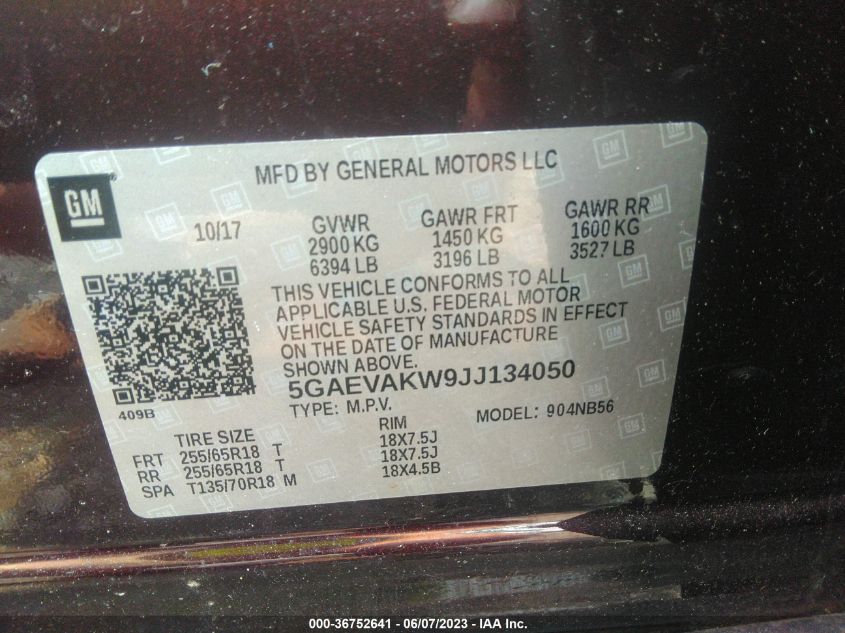 MFD BY GENERAL MOTORS LLC
GM
10/17 GVWR GAWR FRT GAWR RR
2900 KG 1450 KG 1600 KG
6394 LB 3196 LB 3527 LB
THIS VEHICLE CONFORMS TO ALL
APPLICABLE U.S. FEDERAL MOTOR
VEHICLE SAFETY STANDARDS IN EFFECT
ON THE DATE OF MANUFACTURE
SHOWN ABOVE.
5GAEVAKW9JJ134050
409B
TYPE: M.P.V. MODEL: 904NB56
TIRE SIZE RIM
FRT 255/65R18 T 18X7.5J
RR 255/65R18 T 18X7.5J
SPA T135/70R18 M 18X4.5B
000-36752641 / 06/07/2023 - IAA Inc.